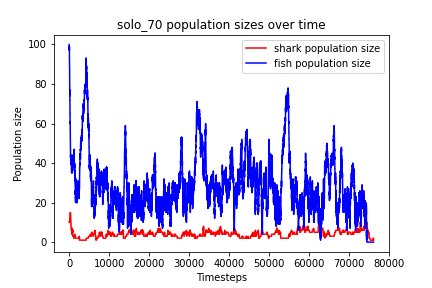 solo_70 population sizes over time
shark population size
fish population size
Population size
100
80
60
40
20
0
0 10000 20000 30000 40000 50000 60000 70000 80000
Timesteps